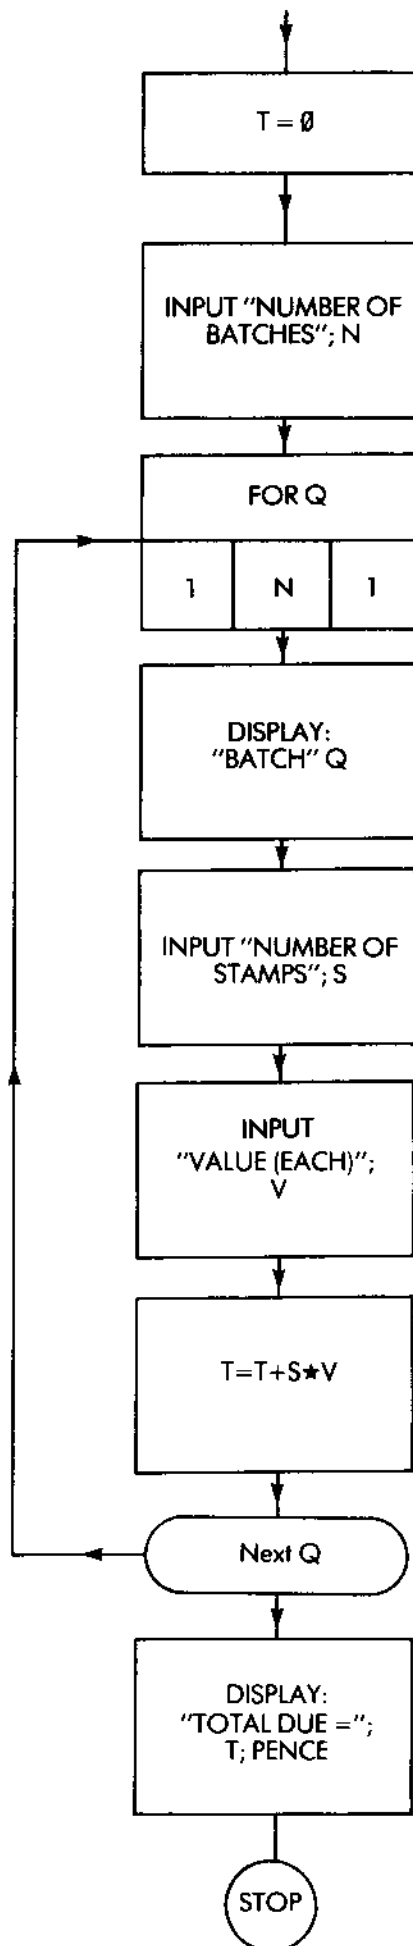 T = 0
INPUT "NUMBER OF
BATCHES"; N
FOR Q
1 N 1
DISPLAY:
"BATCH" Q
INPUT "NUMBER OF
STAMPS"; S
INPUT
"VALUE (EACH)";
V
T=T+S★V
Next Q
DISPLAY:
"TOTAL DUE =";
T; PENCE
STOP